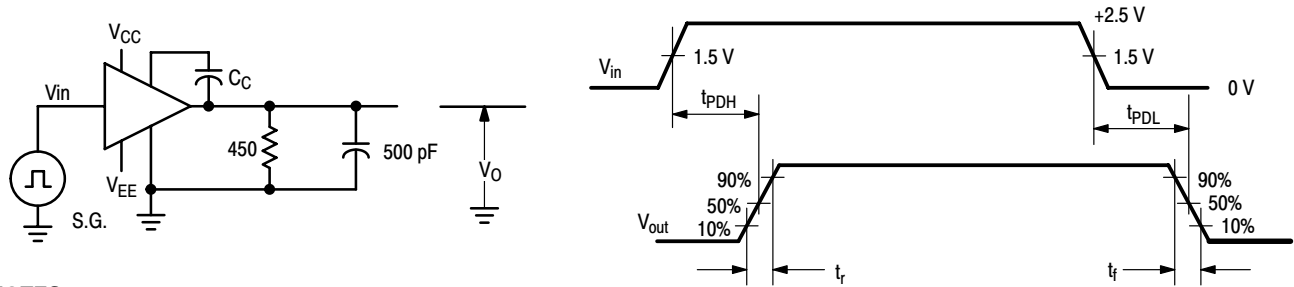 VCC
Vin
CC
450
500 pF
VEE
S.G.
VO
Vin
1.5 V
+2.5 V
1.5 V
0 V
tPDH
tPDL
Vout
90%
50%
10%
90%
50%
10%
tr
tf